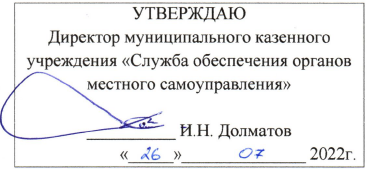 УТВЕРЖДАЮ
Директор муниципального казенного
учреждения «Служба обеспечения органов
местного самоуправления»
И.Н. Долматов
«26» 07 2022г.